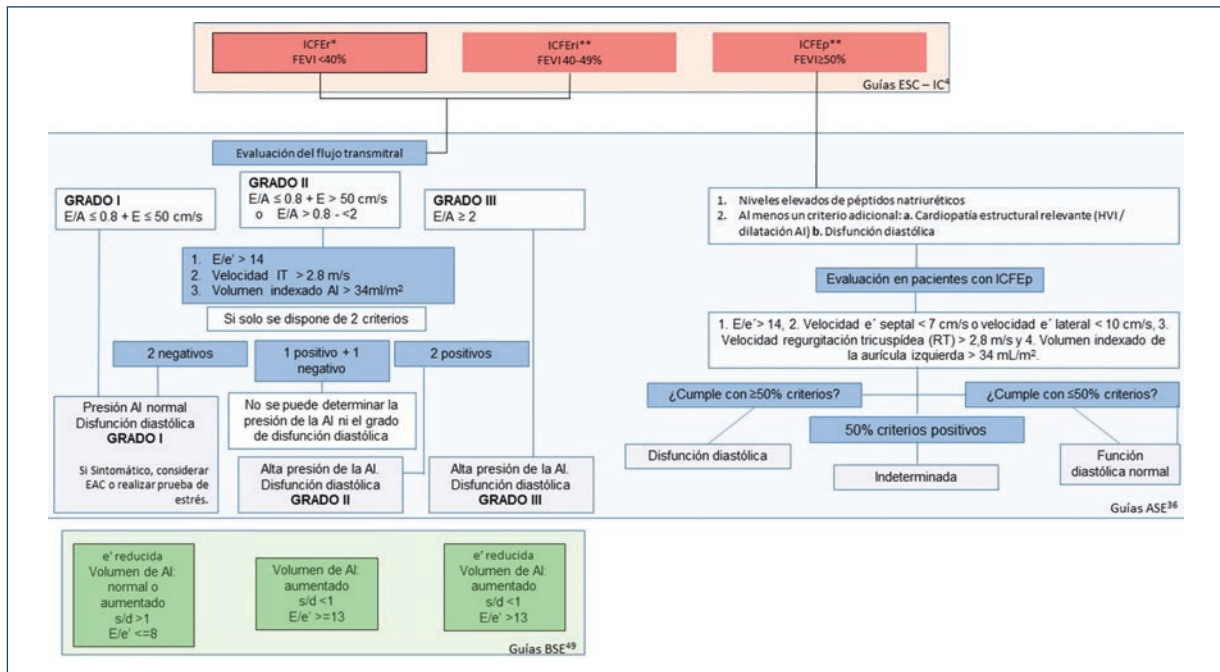 ICFEr*
FEVI <40%
ICFEri**
FEVI 40-49%
ICFEp**
FEVI≥50%
Guías ESC – IC⁴
Evaluación del flujo transmitral
GRADO I
E/A ≤ 0.8 + E ≤ 50 cm/s
GRADO II
E/A ≤ 0.8 + E > 50 cm/s
o E/A > 0.8 - <2
GRADO III
E/A ≥ 2
1. E/e' > 14
2. Velocidad IT > 2.8 m/s
3. Volumen indexado AI > 34ml/m²
Si solo se dispone de 2 criterios
2 negativos
1 positivo + 1
negativo
2 positivos
Presión AI normal
Disfunción diastólica
GRADO I
Si Sintomático, considerar
EAC o realizar prueba de
estrés.
No se puede determinar la
presión de la AI ni el grado
de disfunción diastólica
Alta presión de la AI.
Disfunción diastólica
GRADO II
Alta presión de la AI.
Disfunción diastólica
GRADO III
1. Niveles elevados de péptidos natriuréticos
2. Al menos un criterio adicional: a. Cardiopatía estructural relevante (HVI /
dilatación AI) b. Disfunción diastólica
Evaluación en pacientes con ICFEp
1. E/e´> 14, 2. Velocidad e´ septal < 7 cm/s o velocidad e´ lateral < 10 cm/s, 3.
Velocidad regurgitación tricuspídea (RT) > 2,8 m/s y 4. Volumen indexado de
la aurícula izquierda > 34 mL/m².
¿Cumple con ≥50% criterios?
¿Cumple con ≤50% criterios?
50% criterios positivos
Disfunción diastólica
Indeterminada
Función
diastólica normal
Guías ASE³⁶
e' reducida
Volumen de AI:
normal o
aumentado
s/d >1
E/e' <=8
Volumen de AI:
aumentado
s/d <1
E/e' >=13
e' reducida
Volumen de AI:
aumentado
s/d <1
E/e' >13
Guías BSE⁴⁹